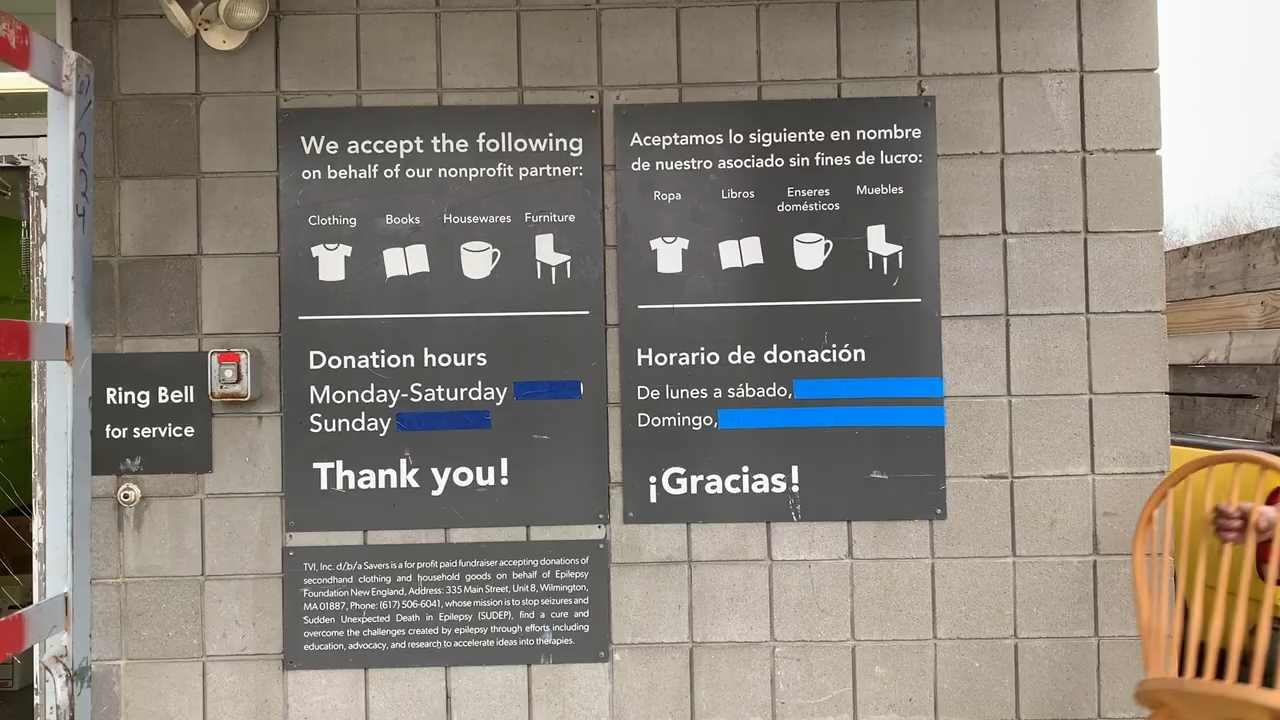 We accept the following
on behalf of our nonprofit partner:
Clothing Books Housewares Furniture
Donation hours
Monday-Saturday
Sunday
Thank you!
Aceptamos lo siguiente en nombre
de nuestro asociado sin fines de lucro:
Ropa Libros Enseres domésticos Muebles
Horario de donación
De lunes a sábado,
Domingo,
¡Gracias!
Ring Bell
for service
TVI, Inc. d/b/a Savers is a for profit paid fundraiser accepting donations of
secondhand clothing and household goods on behalf of Epilepsy
Foundation New England, Address: 335 Main Street, Unit 8, Wilmington,
MA 01887, Phone: (617) 506-6041, whose mission is to stop seizures and
Sudden Unexpected Death in Epilepsy (SUDEP), find a cure and
overcome the challenges created by epilepsy through efforts including
education, advocacy, and research to accelerate ideas into therapies.